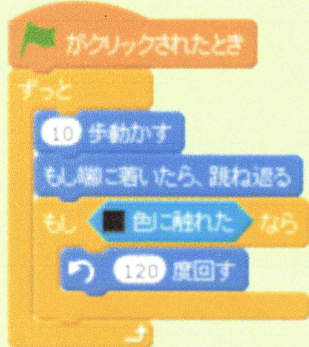 がクリックされたとき
ずっと
10 歩動かす
もし端に着いたら、跳ね返る
もし 色に触れた なら
120 度回す